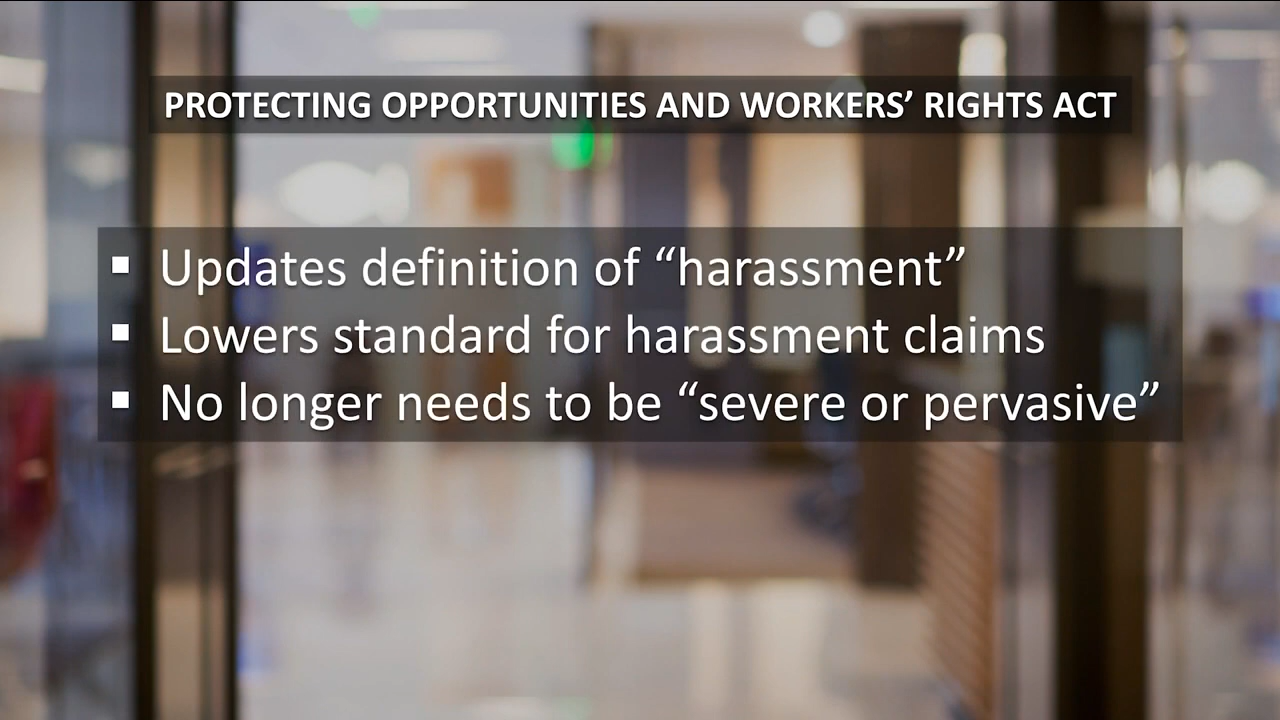 PROTECTING OPPORTUNITIES AND WORKERS’ RIGHTS ACT
▪ Updates definition of “harassment”
▪ Lowers standard for harassment claims
▪ No longer needs to be “severe or pervasive”